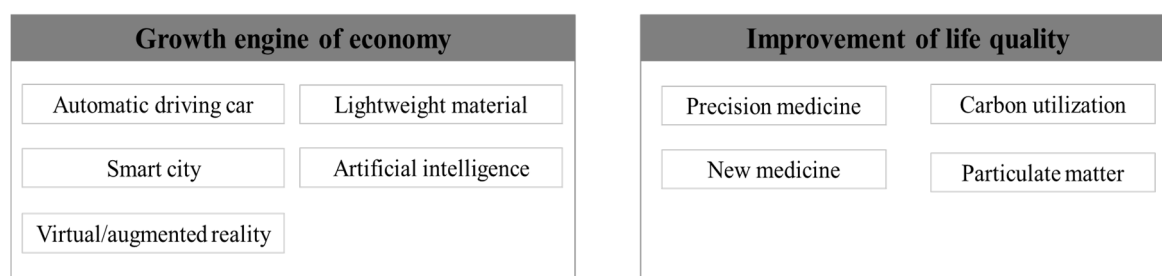 Growth engine of economy
Automatic driving car
Lightweight material
Smart city
Artificial intelligence
Virtual/augmented reality
Improvement of life quality
Precision medicine
Carbon utilization
New medicine
Particulate matter